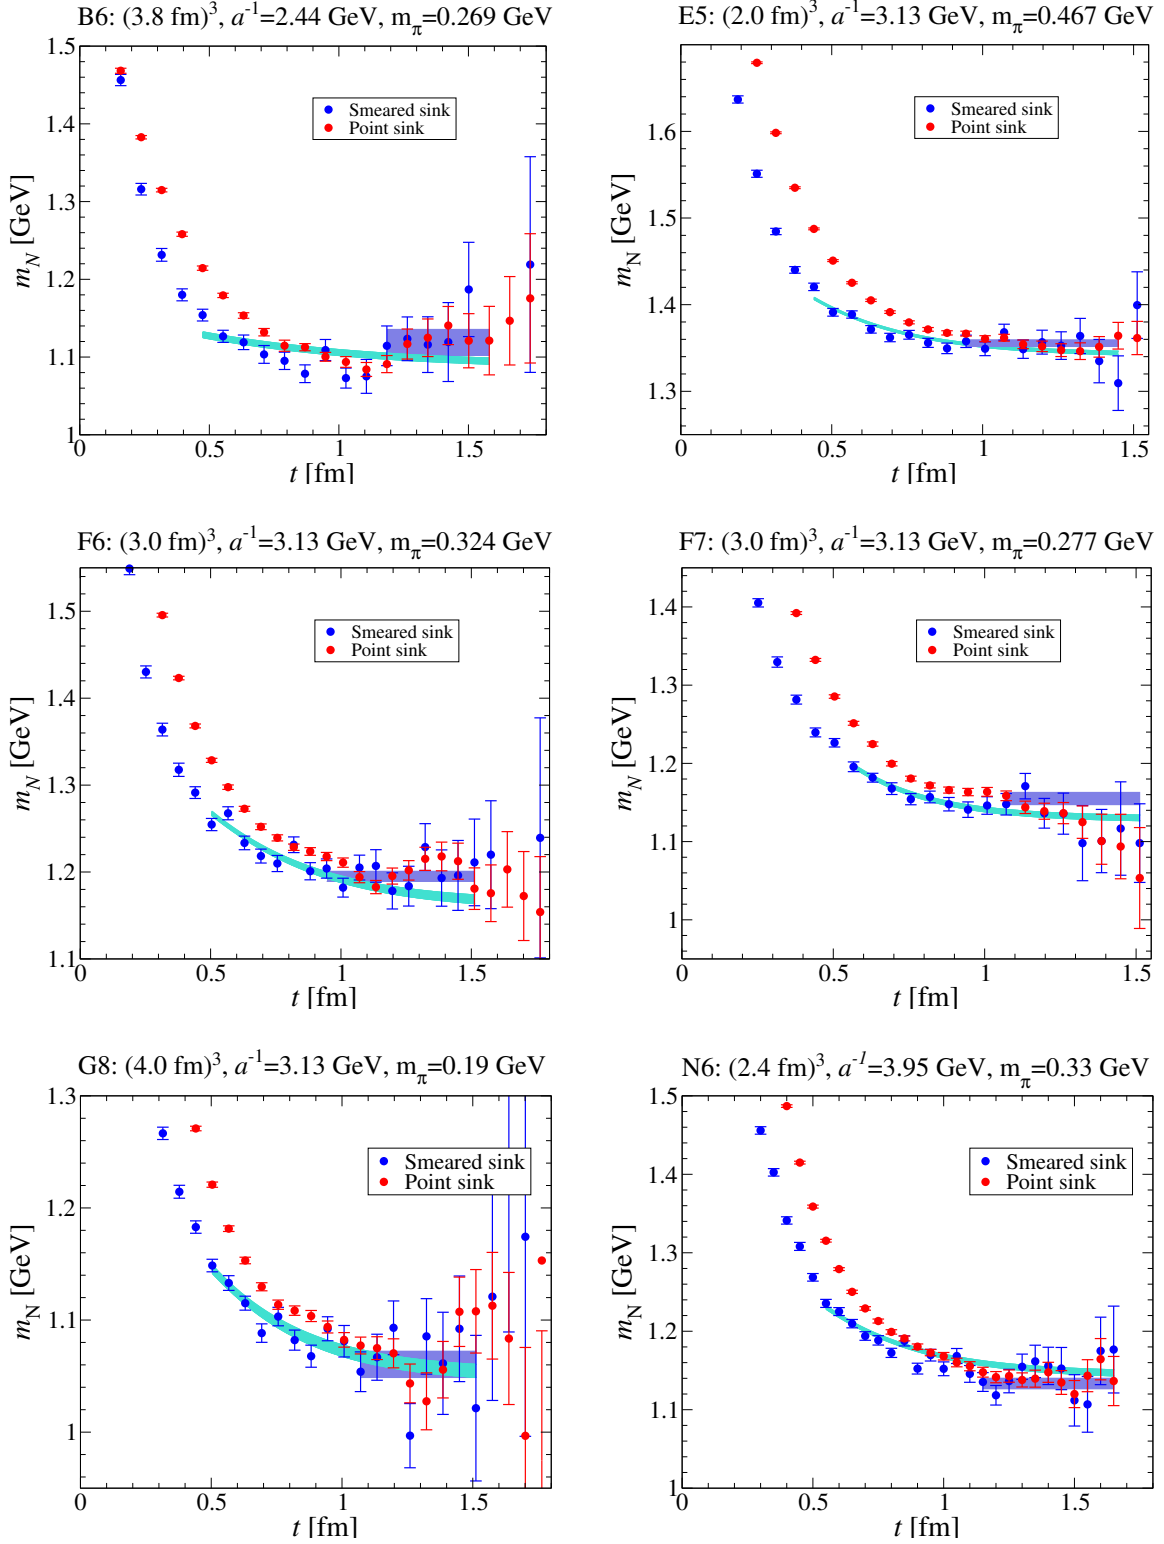 B6: (3.8 fm)³, a⁻¹=2.44 GeV, mπ=0.269 GeV
1.5
1.4
1.3
1.2
1.1
1
m_N [GeV]
Smeared sink
Point sink
0 0.5 1 1.5
t [fm]
E5: (2.0 fm)³, a⁻¹=3.13 GeV, mπ=0.467 GeV
1.6
1.5
1.4
1.3
m_N [GeV]
Smeared sink
Point sink
0 0.5 1 1.5
t [fm]
F6: (3.0 fm)³, a⁻¹=3.13 GeV, mπ=0.324 GeV
1.5
1.4
1.3
1.2
1.1
m_N [GeV]
Smeared sink
Point sink
0 0.5 1 1.5
t [fm]
F7: (3.0 fm)³, a⁻¹=3.13 GeV, mπ=0.277 GeV
1.4
1.3
1.2
1.1
1
m_N [GeV]
Smeared sink
Point sink
0 0.5 1 1.5
t [fm]
G8: (4.0 fm)³, a⁻¹=3.13 GeV, mπ=0.19 GeV
1.3
1.2
1.1
1
m_N [GeV]
Smeared sink
Point sink
0 0.5 1 1.5
t [fm]
N6: (2.4 fm)³, a⁻¹=3.95 GeV, mπ=0.33 GeV
1.5
1.4
1.3
1.2
1.1
1
m_N [GeV]
Smeared sink
Point sink
0 0.5 1 1.5
t [fm]